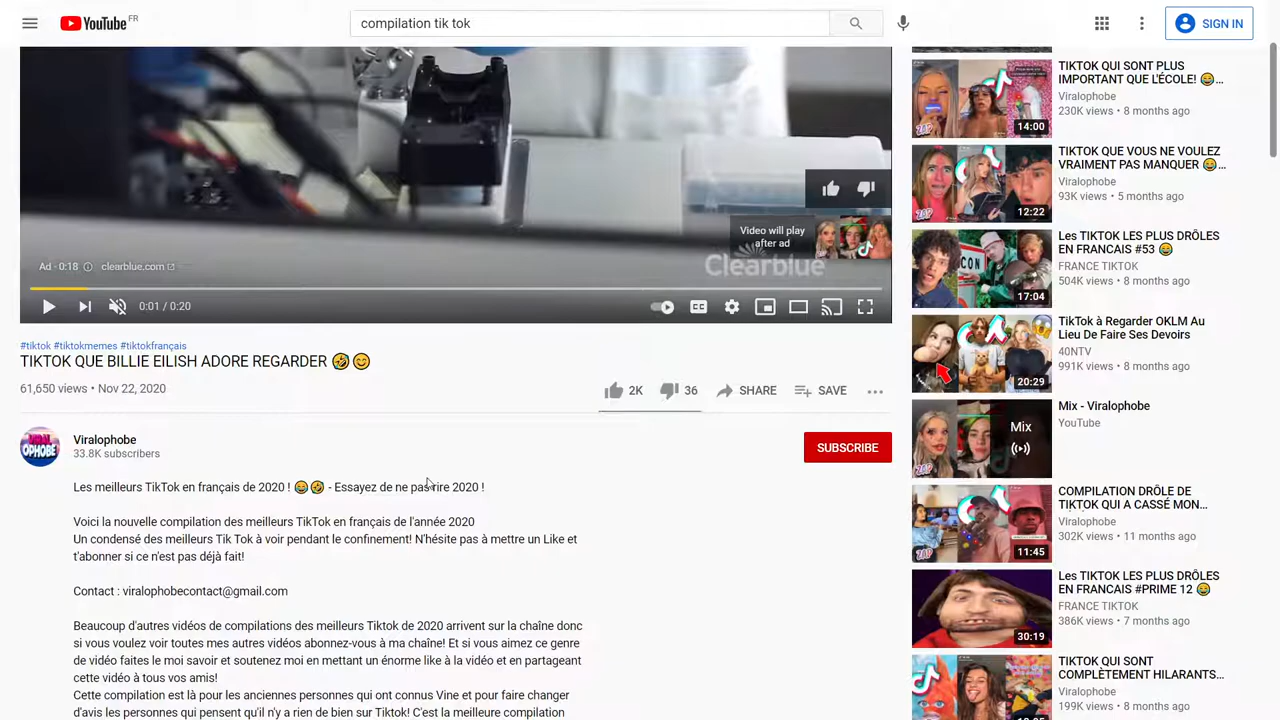 YouTube FR
compilation tik tok
SIGN IN
Video will play
after ad
Clearblue
Ad · 0:18 clearblue.com
0:01 / 0:20
#tiktok #tiktokmemes #tiktokfrançais
TIKTOK QUE BILLIE EILISH ADORE REGARDER 🤣😊
61,650 views • Nov 22, 2020
2K 36 SHARE SAVE
Viralophobe
33.8K subscribers
SUBSCRIBE
Les meilleurs TikTok en français de 2020 ! 😂🤣 - Essayez de ne pas rire 2020 !
Voici la nouvelle compilation des meilleurs TikTok en français de l'année 2020
Un condensé des meilleurs Tik Tok à voir pendant le confinement! N'hésite pas à mettre un Like et
t'abonner si ce n'est pas déjà fait!
Contact : viralophobecontact@gmail.com
Beaucoup d'autres vidéos de compilations des meilleurs Tiktok de 2020 arrivent sur la chaîne donc
si vous voulez voir toutes mes autres vidéos abonnez-vous à ma chaîne! Et si vous aimez ce genre
de vidéo faites le moi savoir et soutenez moi en mettant un énorme like à la vidéo et en partageant
cette vidéo à tous vos amis!
Cette compilation est là pour les anciennes personnes qui ont connus Vine et pour faire changer
d'avis les personnes qui pensent qu'il n'y a rien de bien sur Tiktok! C'est la meilleure compilation
TIKTOK QUI SONT PLUS
IMPORTANT QUE L'ÉCOLE! 😂...
Viralophobe
230K views • 8 months ago
14:00
TIKTOK QUE VOUS NE VOULEZ
VRAIMENT PAS MANQUER 😂...
Viralophobe
93K views • 5 months ago
12:22
Les TIKTOK LES PLUS DRÔLES
EN FRANCAIS #53 😂
FRANCE TIKTOK
504K views • 8 months ago
17:04
TikTok à Regarder OKLM Au
Lieu De Faire Ses Devoirs
40NTV
991K views • 8 months ago
20:29
Mix - Viralophobe
YouTube
Mix
COMPILATION DRÔLE DE
TIKTOK QUI A CASSÉ MON...
Viralophobe
302K views • 11 months ago
11:45
Les TIKTOK LES PLUS DRÔLES
EN FRANCAIS #PRIME 12 😂
FRANCE TIKTOK
386K views • 7 months ago
30:19
TIKTOK QUI SONT
COMPLÈTEMENT HILARANTS...
Viralophobe
199K views • 8 months ago